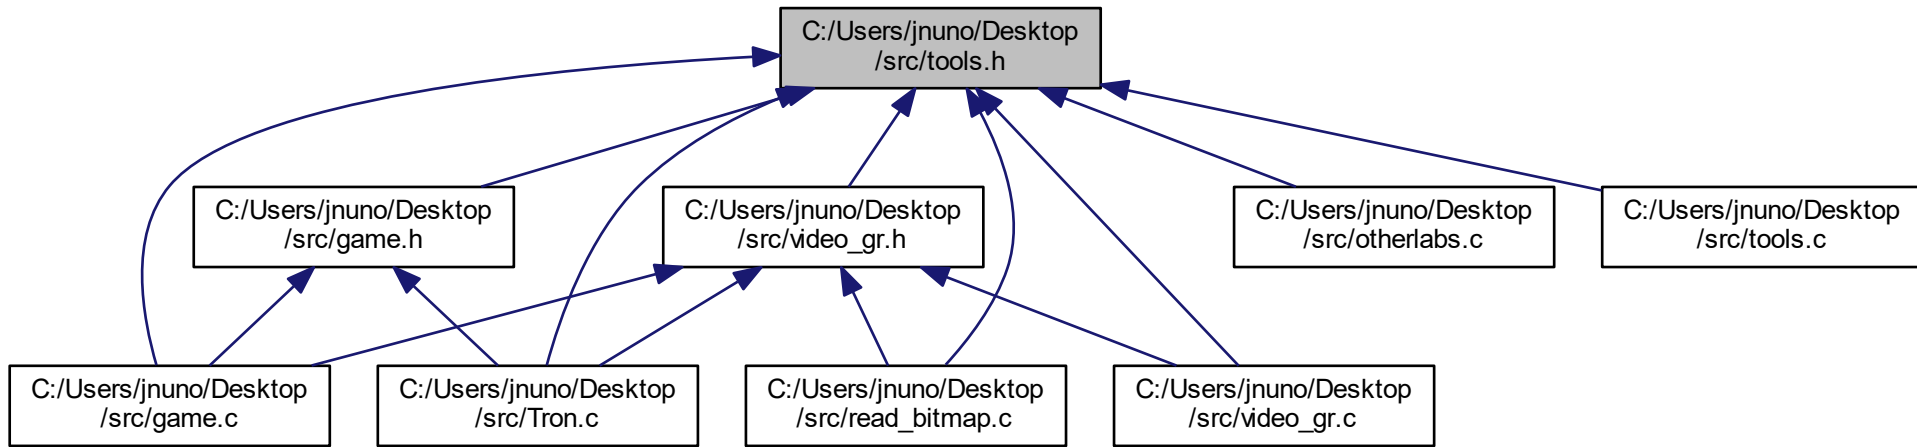 C:/Users/jnuno/Desktop
/src/tools.h
C:/Users/jnuno/Desktop
/src/game.h
C:/Users/jnuno/Desktop
/src/video_gr.h
C:/Users/jnuno/Desktop
/src/otherlabs.c
C:/Users/jnuno/Desktop
/src/tools.c
C:/Users/jnuno/Desktop
/src/game.c
C:/Users/jnuno/Desktop
/src/Tron.c
C:/Users/jnuno/Desktop
/src/read_bitmap.c
C:/Users/jnuno/Desktop
/src/video_gr.c